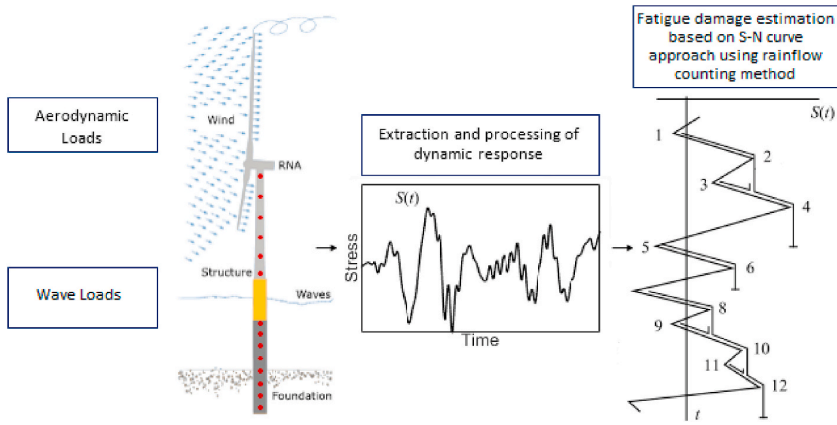 Fatigue damage estimation
based on S-N curve
approach using rainflow
counting method
Aerodynamic
Loads
Wave Loads
Wind
RNA
Structure
Waves
Foundation
Extraction and processing of
dynamic response
S(t)
Stress
Time
S(t)
1
2
3
4
5
6
8
9
10
11
12
t